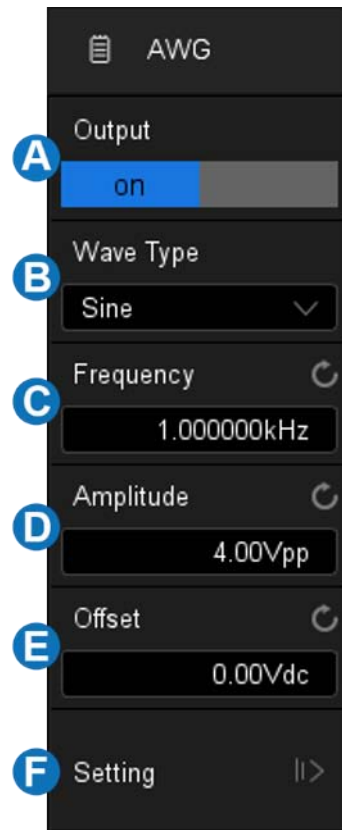 AWG
A
Output
on
B
Wave Type
Sine
C
Frequency
1.000000kHz
D
Amplitude
4.00Vpp
E
Offset
0.00Vdc
F
Setting